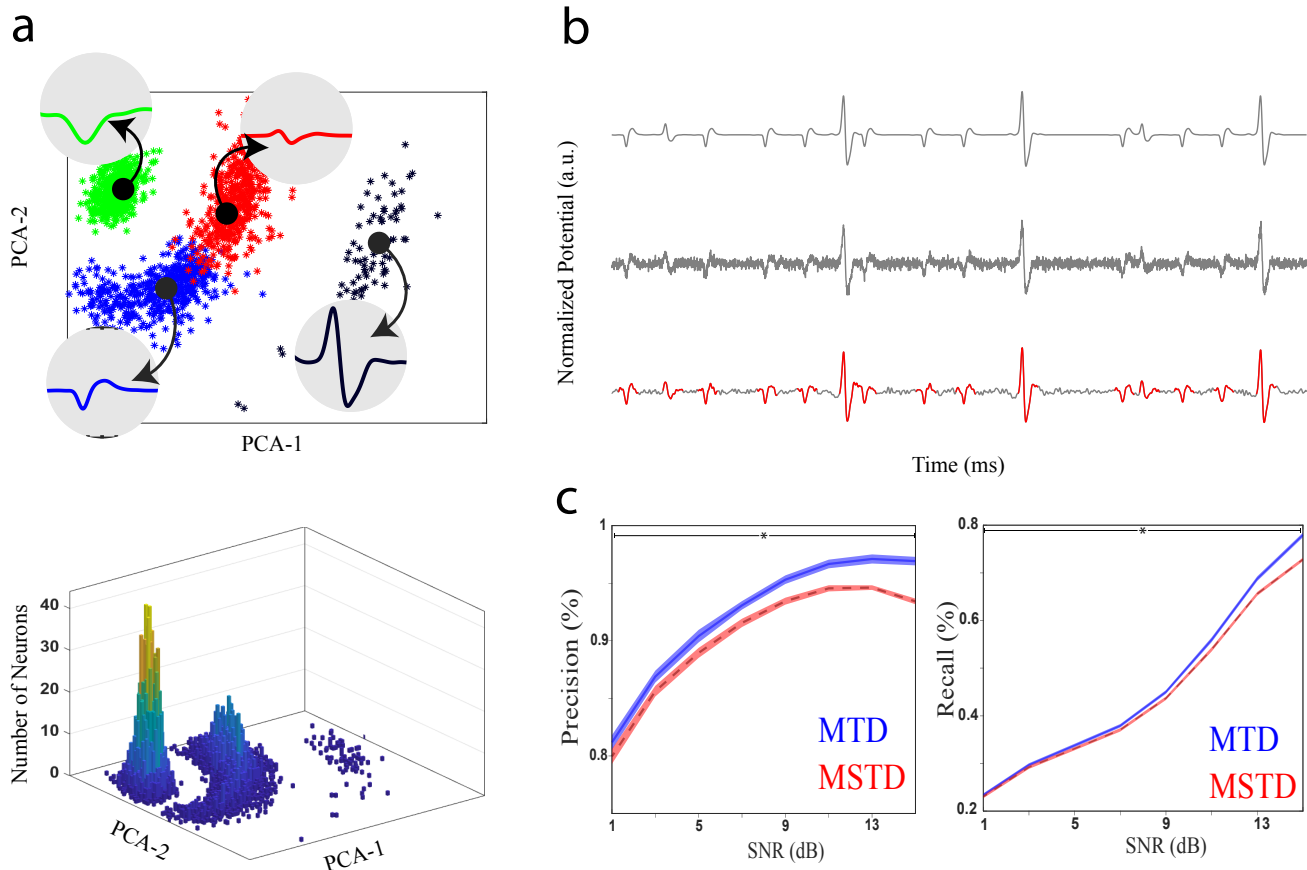 a
PCA-2
PCA-1
b
Normalized Potential (a.u.)
Time (ms)
Number of Neurons
40
30
20
10
0
PCA-2
PCA-1
c
Precision (%)
1
0.9
0.8
*
MTD
MSTD
1
5
9
13
SNR (dB)
Recall (%)
0.8
0.6
0.4
0.2
*
MTD
MSTD
1
5
9
13
SNR (dB)